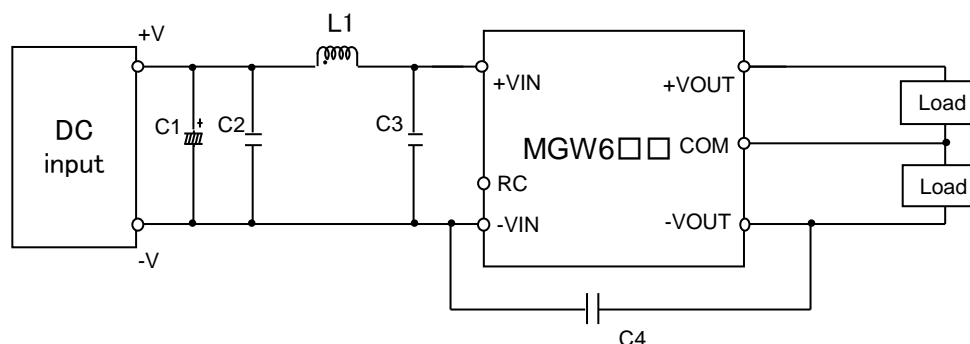 +V
L1
DC
input
C1
+
C2
C3
+VIN
MGW6□□
RC
-VIN
+VOUT
COM
-VOUT
Load
Load
-V
C4